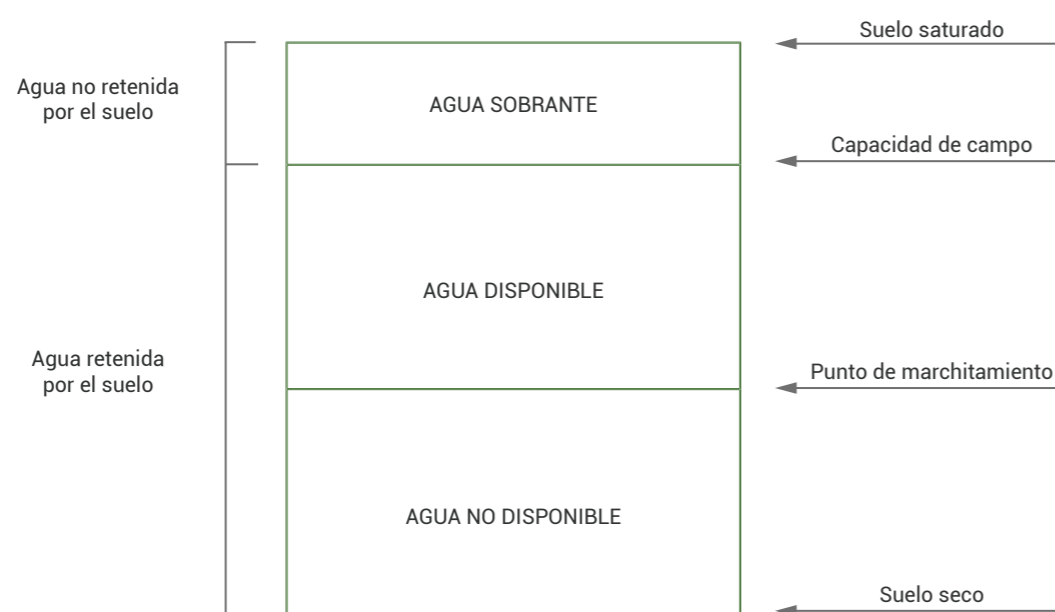 Suelo saturado
Agua no retenida
por el suelo
AGUA SOBRANTE
Capacidad de campo
AGUA DISPONIBLE
Agua retenida
por el suelo
Punto de marchitamiento
AGUA NO DISPONIBLE
Suelo seco